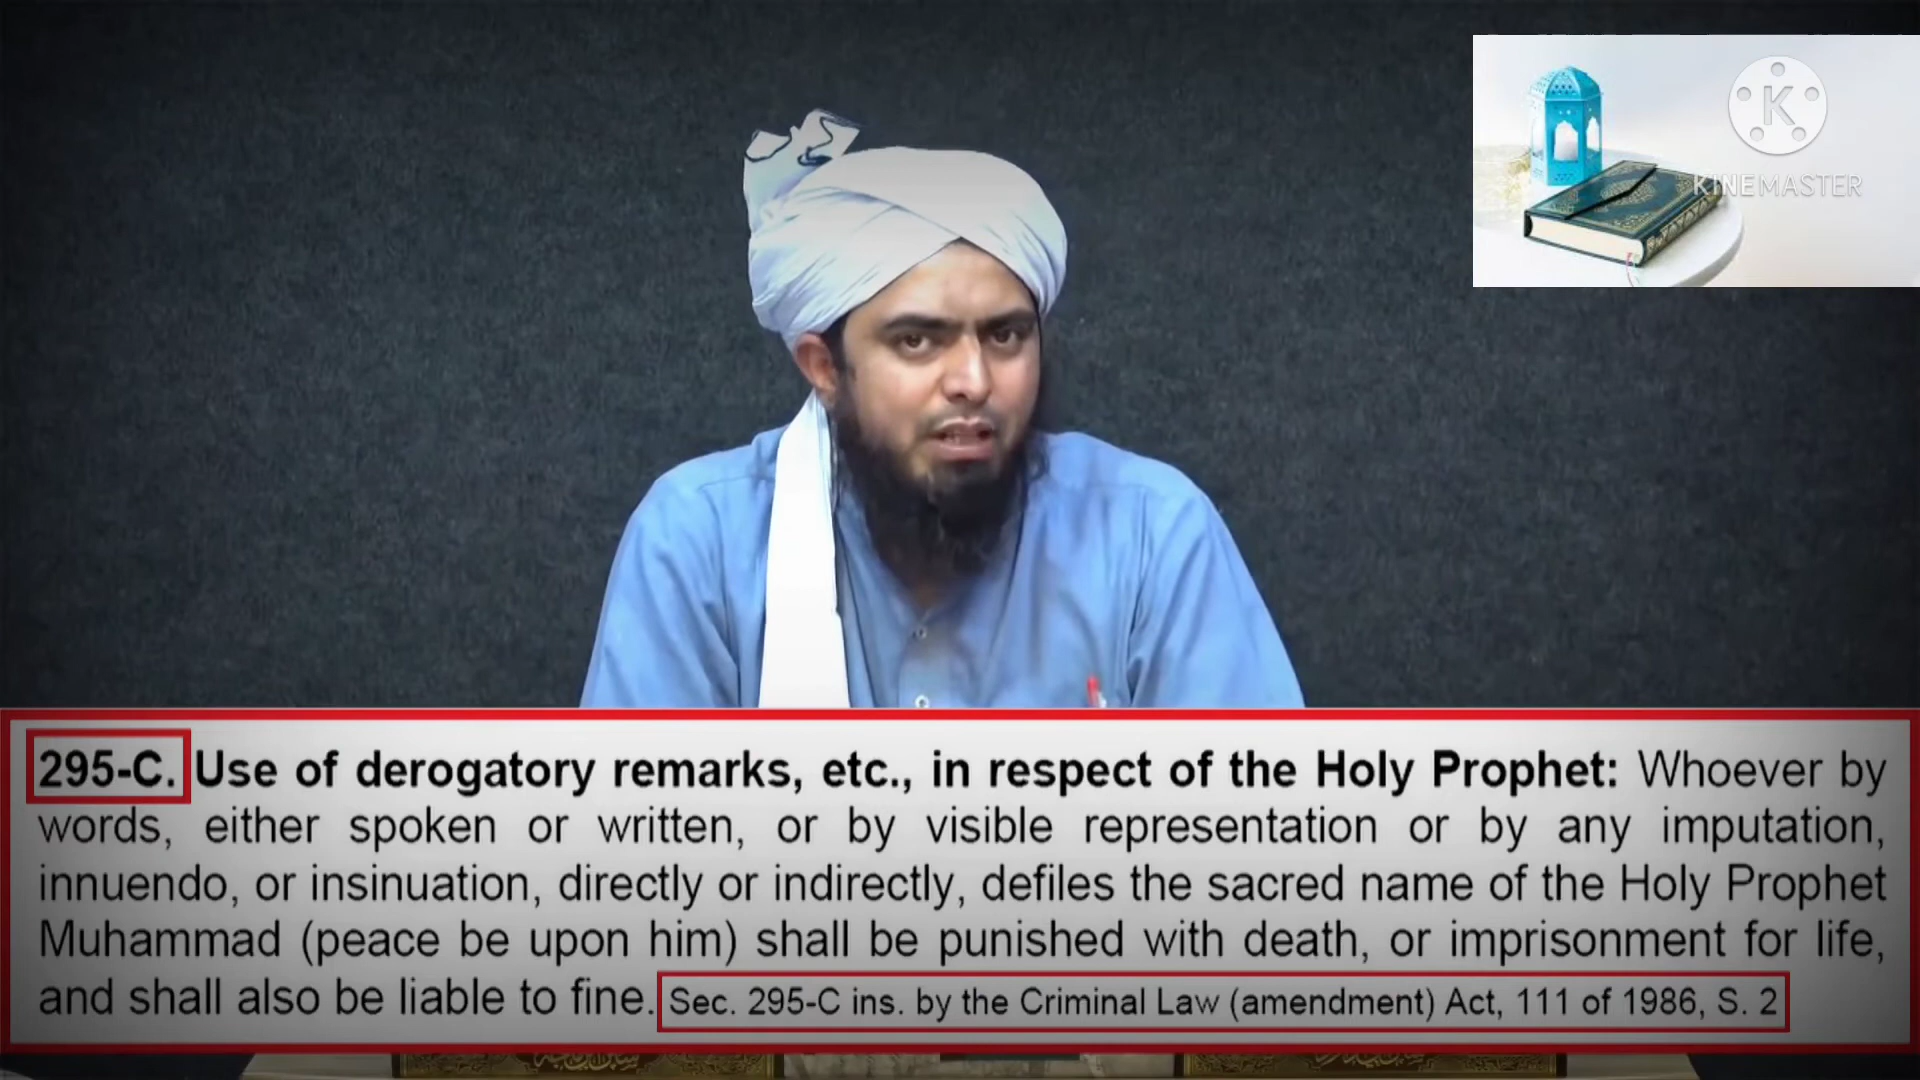 K
KINEMASTER
295-C. Use of derogatory remarks, etc., in respect of the Holy Prophet: Whoever by
words, either spoken or written, or by visible representation or by any imputation,
innuendo, or insinuation, directly or indirectly, defiles the sacred name of the Holy Prophet
Muhammad (peace be upon him) shall be punished with death, or imprisonment for life,
and shall also be liable to fine. Sec. 295-C ins. by the Criminal Law (amendment) Act, 111 of 1986, S. 2